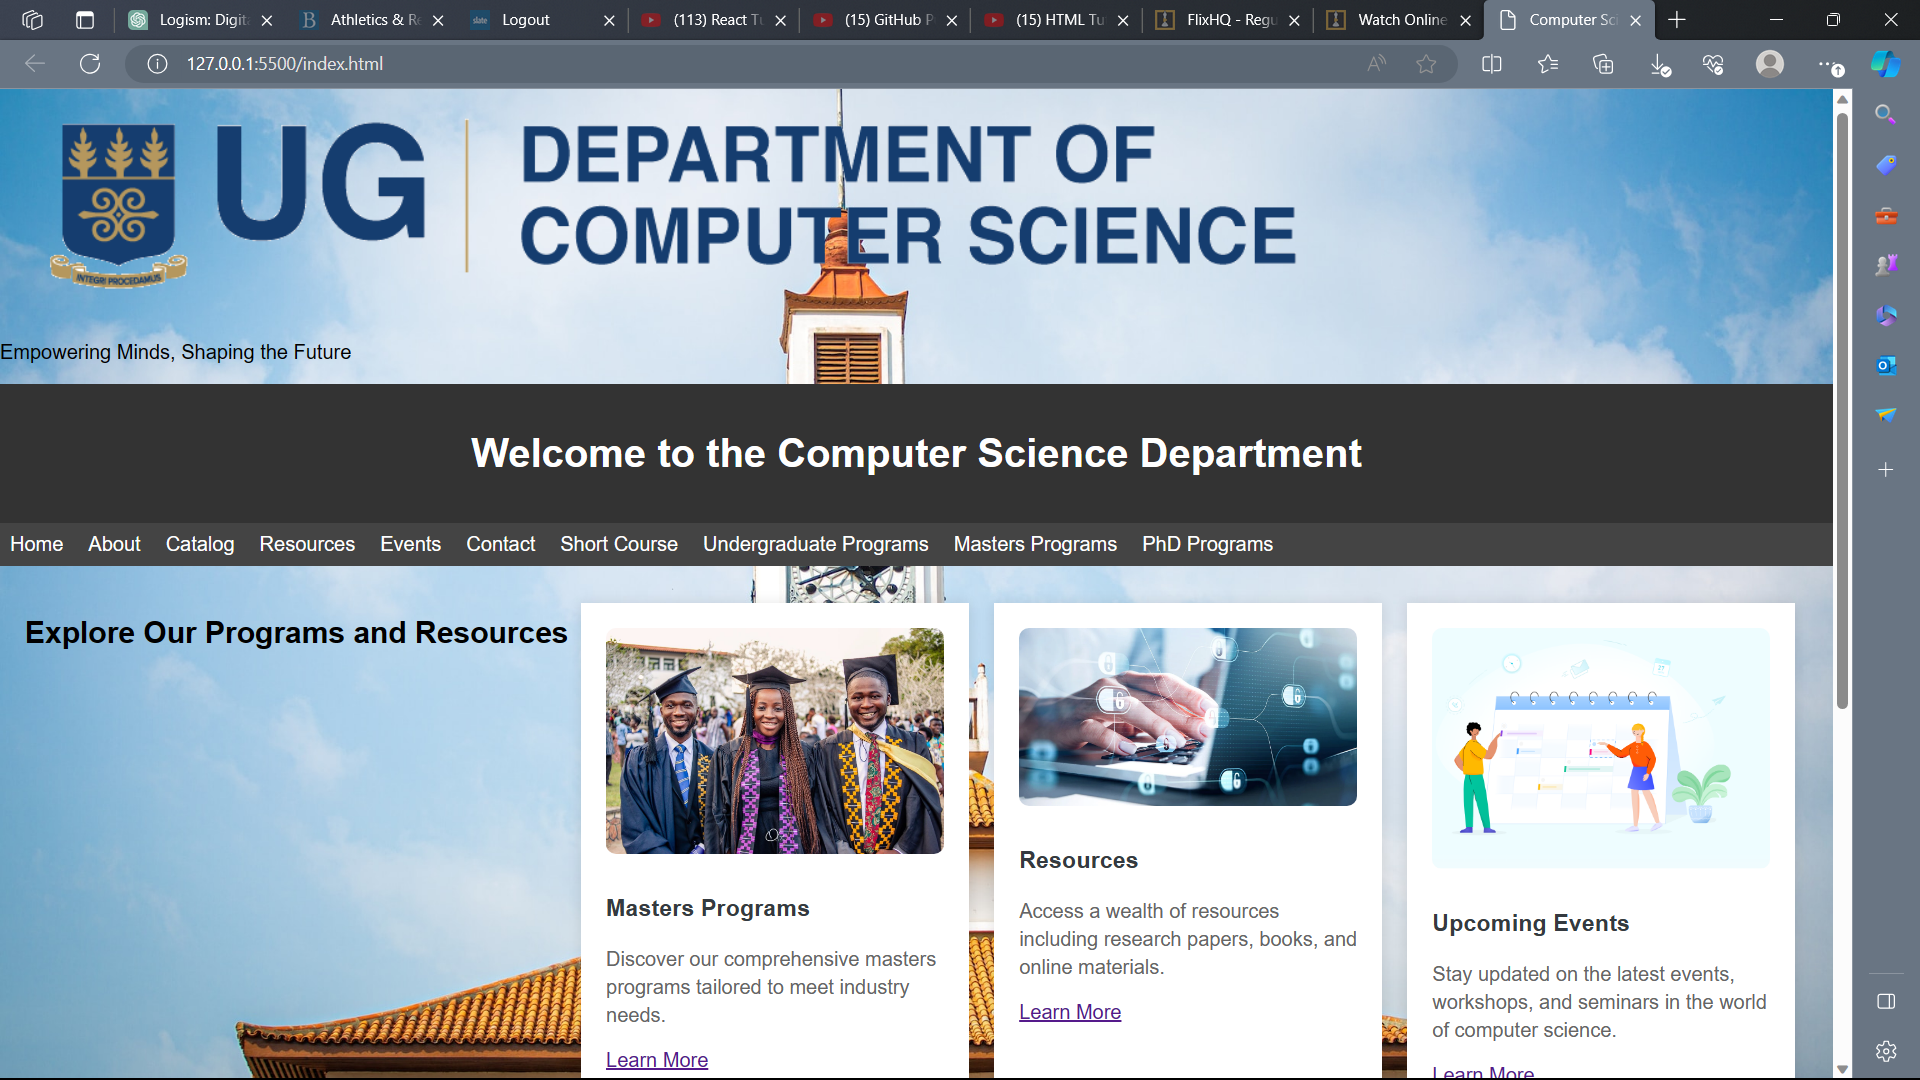 Logism: Digit
Athletics & Re
Logout
(113) React Tu
(15) GitHub P
(15) HTML Tu
FlixHQ - Regu
Watch Online
Computer Sci
127.0.0.1:5500/index.html
UG
DEPARTMENT OF
COMPUTER SCIENCE
INTEGRI PROCEDAMUS
Empowering Minds, Shaping the Future
Welcome to the Computer Science Department
Home About Catalog Resources Events Contact Short Course Undergraduate Programs Masters Programs PhD Programs
Explore Our Programs and Resources
Masters Programs
Discover our comprehensive masters
programs tailored to meet industry
needs.
Learn More
Resources
Access a wealth of resources
including research papers, books, and
online materials.
Learn More
Upcoming Events
Stay updated on the latest events,
workshops, and seminars in the world
of computer science.
Learn More